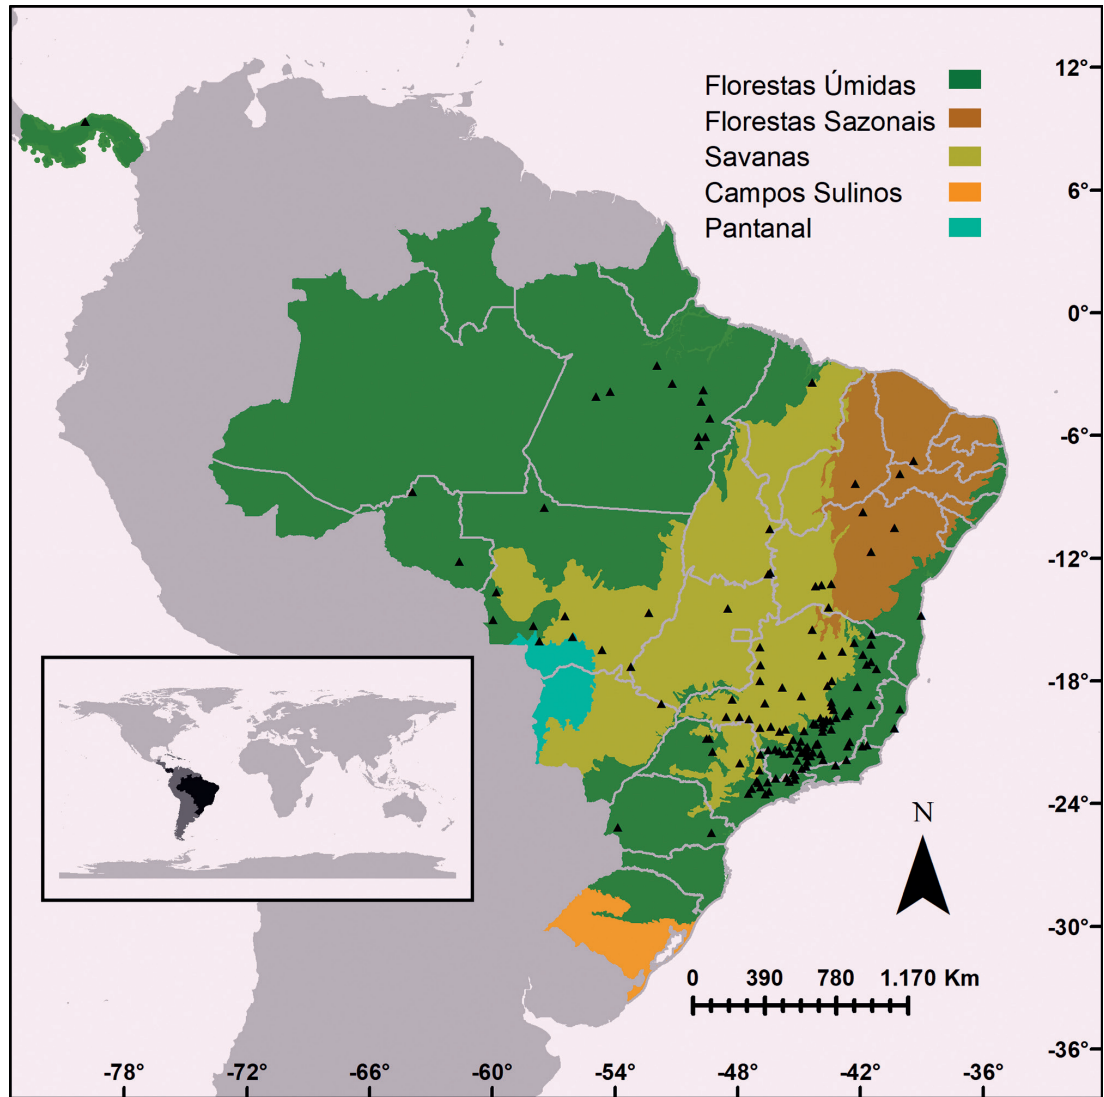 Florestas Úmidas
Florestas Sazonais
Savanas
Campos Sulinos
Pantanal
12°
6°
0°
-6°
-12°
-18°
-24°
-30°
-36°
N
0 390 780 1.170 Km
-78° -72° -66° -60° -54° -48° -42° -36°